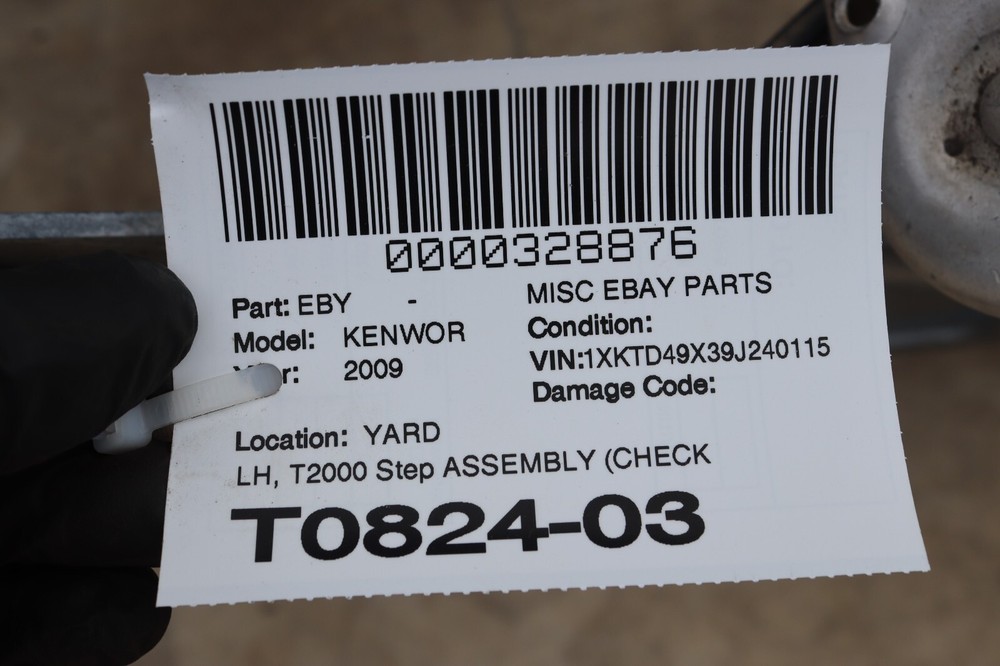 0000328876
Part: EBY - MISC EBAY PARTS
Model: KENWOR Condition:
2009 VIN:1XKTD49X39J240115
Damage Code:
Location: YARD
LH, T2000 Step ASSEMBLY (CHECK
T0824-03